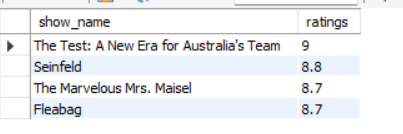 show_name ratings
The Test: A New Era for Australia's Team 9
Seinfeld 8.8
The Marvelous Mrs. Maisel 8.7
Fleabag 8.7